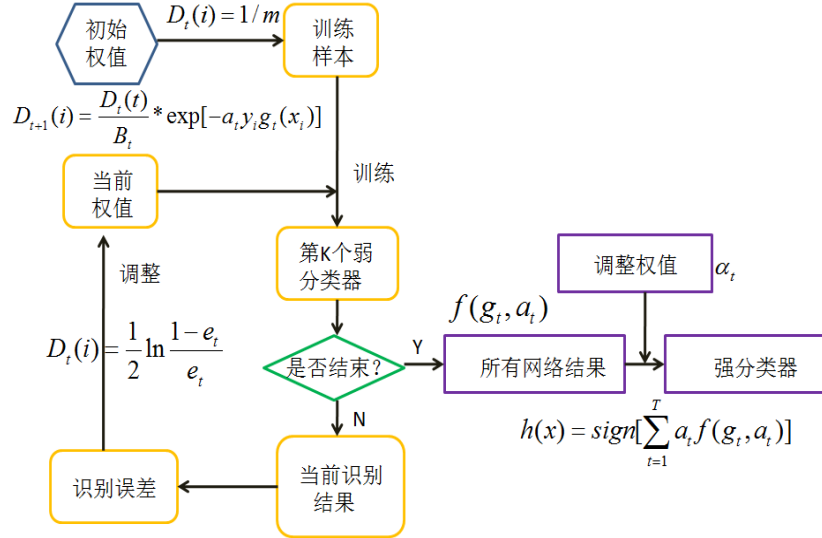 初始
权值
D_t(i)=1/m
训练
样本
D_{t+1}(i)=\frac{D_t(t)}{B_t}*exp[-a_t y_i g_t(x_i)]
训练
当前
权值
调整
第K个弱
分类器
调整权值
α_t
D_t(i)=\frac{1}{2}ln\frac{1-e_t}{e_t}
f(g_t,a_t)
是否结束?
Y
所有网络结果
强分类器
N
h(x)=sign[\sum_{t=1}^{T}a_t f(g_t,a_t)]
识别误差
当前识别
结果